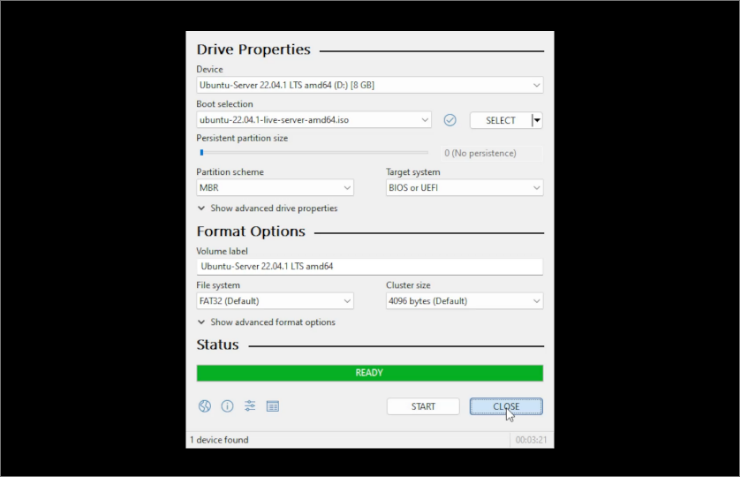 Drive Properties
Device
Ubuntu-Server 22.04.1 LTS amd64 (D:) [8 GB]
Boot selection
ubuntu-22.04.1-live-server-amd64.iso
SELECT
Persistent partition size
0 (No persistence)
Partition scheme
Target system
MBR
BIOS or UEFI
Show advanced drive properties
Format Options
Volume label
Ubuntu-Server 22.04.1 LTS amd64
File system
Cluster size
FAT32 (Default)
4096 bytes (Default)
Show advanced format options
Status
READY
START
CLOSE
1 device found
00:03:21